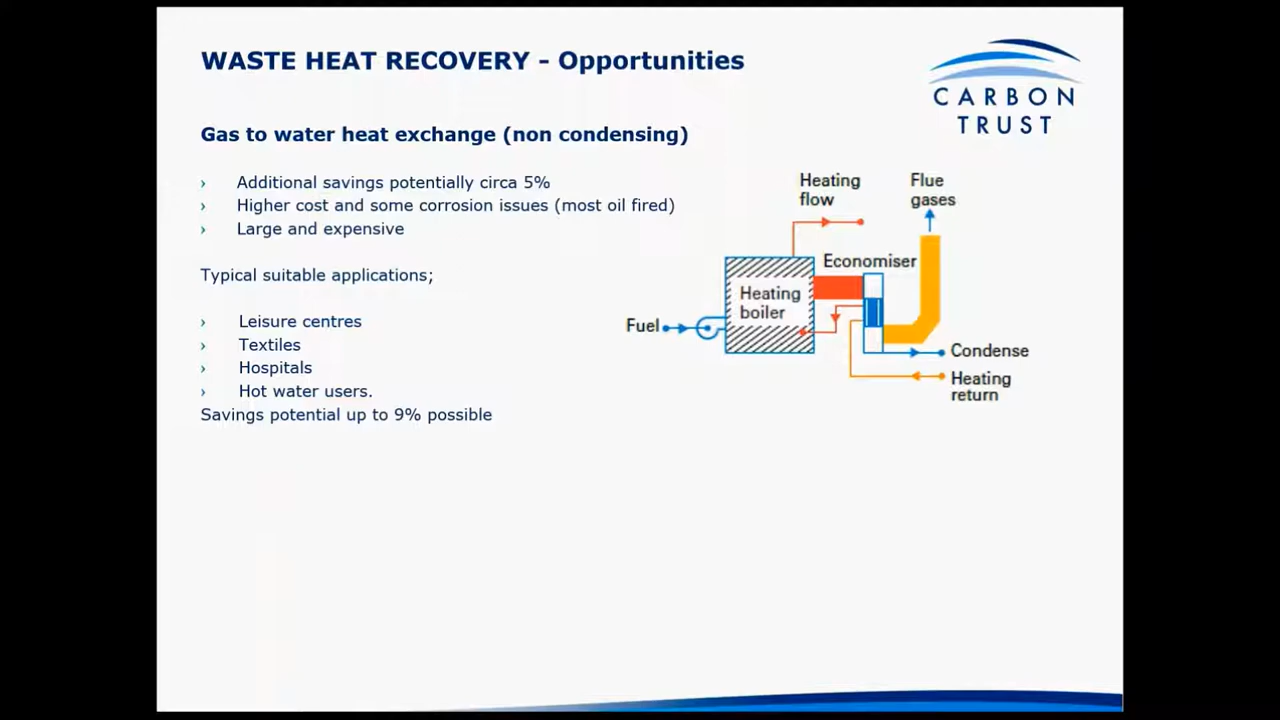 WASTE HEAT RECOVERY - Opportunities
CARBON
TRUST
Gas to water heat exchange (non condensing)
› Additional savings potentially circa 5%
› Higher cost and some corrosion issues (most oil fired)
› Large and expensive
Typical suitable applications;
› Leisure centres
› Textiles
› Hospitals
› Hot water users.
Savings potential up to 9% possible
Heating
flow
Flue
gases
Economiser
Heating
boiler
Fuel
Condense
Heating
return